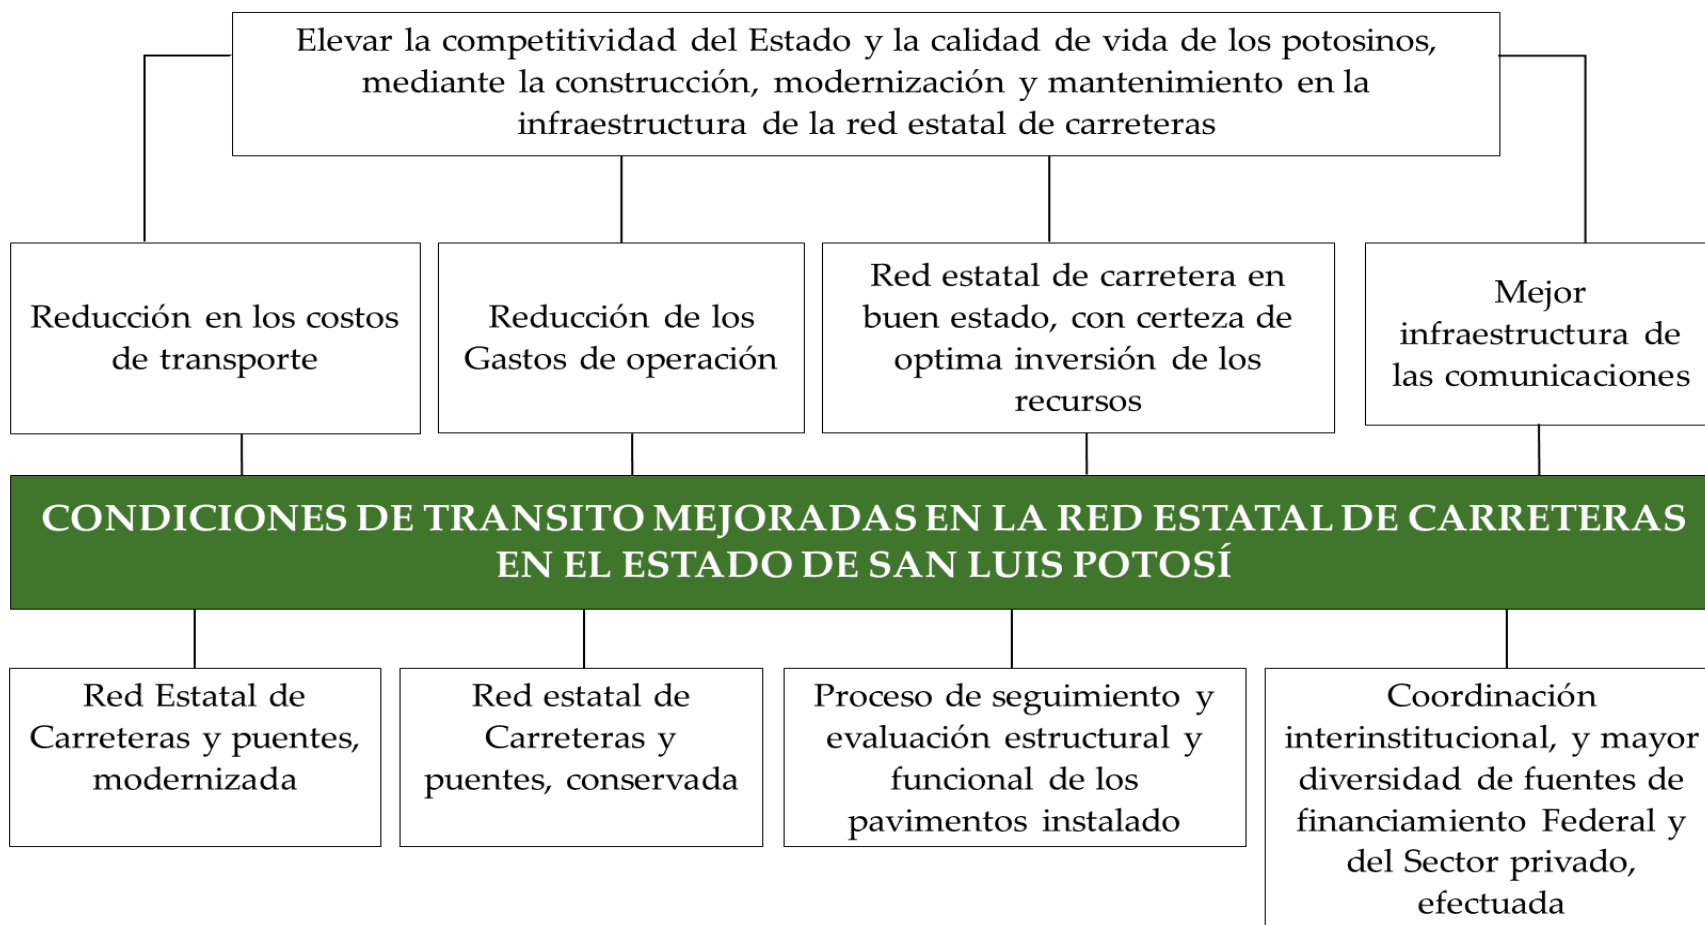 Elevar la competitividad del Estado y la calidad de vida de los potosinos,
mediante la construcción, modernización y mantenimiento en la
infraestructura de la red estatal de carreteras
Reducción en los costos
de transporte
Reducción de los
Gastos de operación
Red estatal de carretera en
buen estado, con certeza de
optima inversión de los
recursos
Mejor
infraestructura de
las comunicaciones
CONDICIONES DE TRANSITO MEJORADAS EN LA RED ESTATAL DE CARRETERAS
EN EL ESTADO DE SAN LUIS POTOSÍ
Red Estatal de
Carreteras y puentes,
modernizada
Red estatal de
Carreteras y
puentes, conservada
Proceso de seguimiento y
evaluación estructural y
funcional de los
pavimentos instalado
Coordinación
interinstitucional, y mayor
diversidad de fuentes de
financiamiento Federal y
del Sector privado,
efectuada